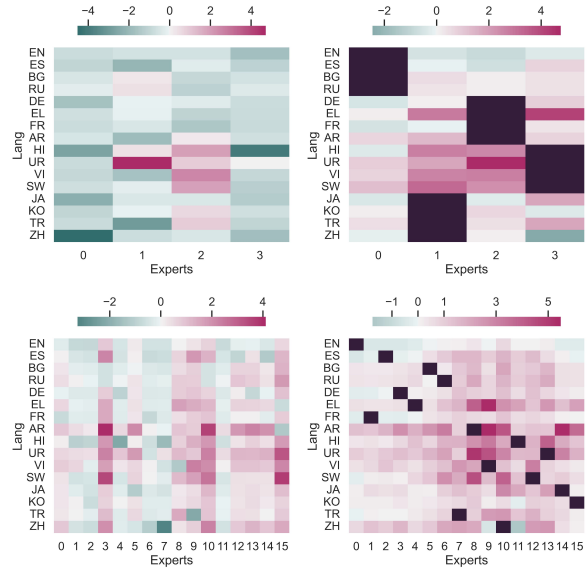 −4 −2 0 2 4
EN
ES
BG
RU
DE
EL
FR
AR
HI
UR
VI
SW
JA
KO
TR
ZH
Lang
0 1 2 3
Experts
−2 0 2 4
EN
ES
BG
RU
DE
EL
FR
AR
HI
UR
VI
SW
JA
KO
TR
ZH
Lang
0 1 2 3
Experts
−2 0 2 4
EN
ES
BG
RU
DE
EL
FR
AR
HI
UR
VI
SW
JA
KO
TR
ZH
Lang
0 1 2 3 4 5 6 7 8 9 10 11 12 13 14 15
Experts
−1 0 1 3 5
EN
ES
BG
RU
DE
EL
FR
AR
HI
UR
VI
SW
JA
KO
TR
ZH
Lang
0 1 2 3 4 5 6 7 8 9 10 11 12 13 14 15
Experts